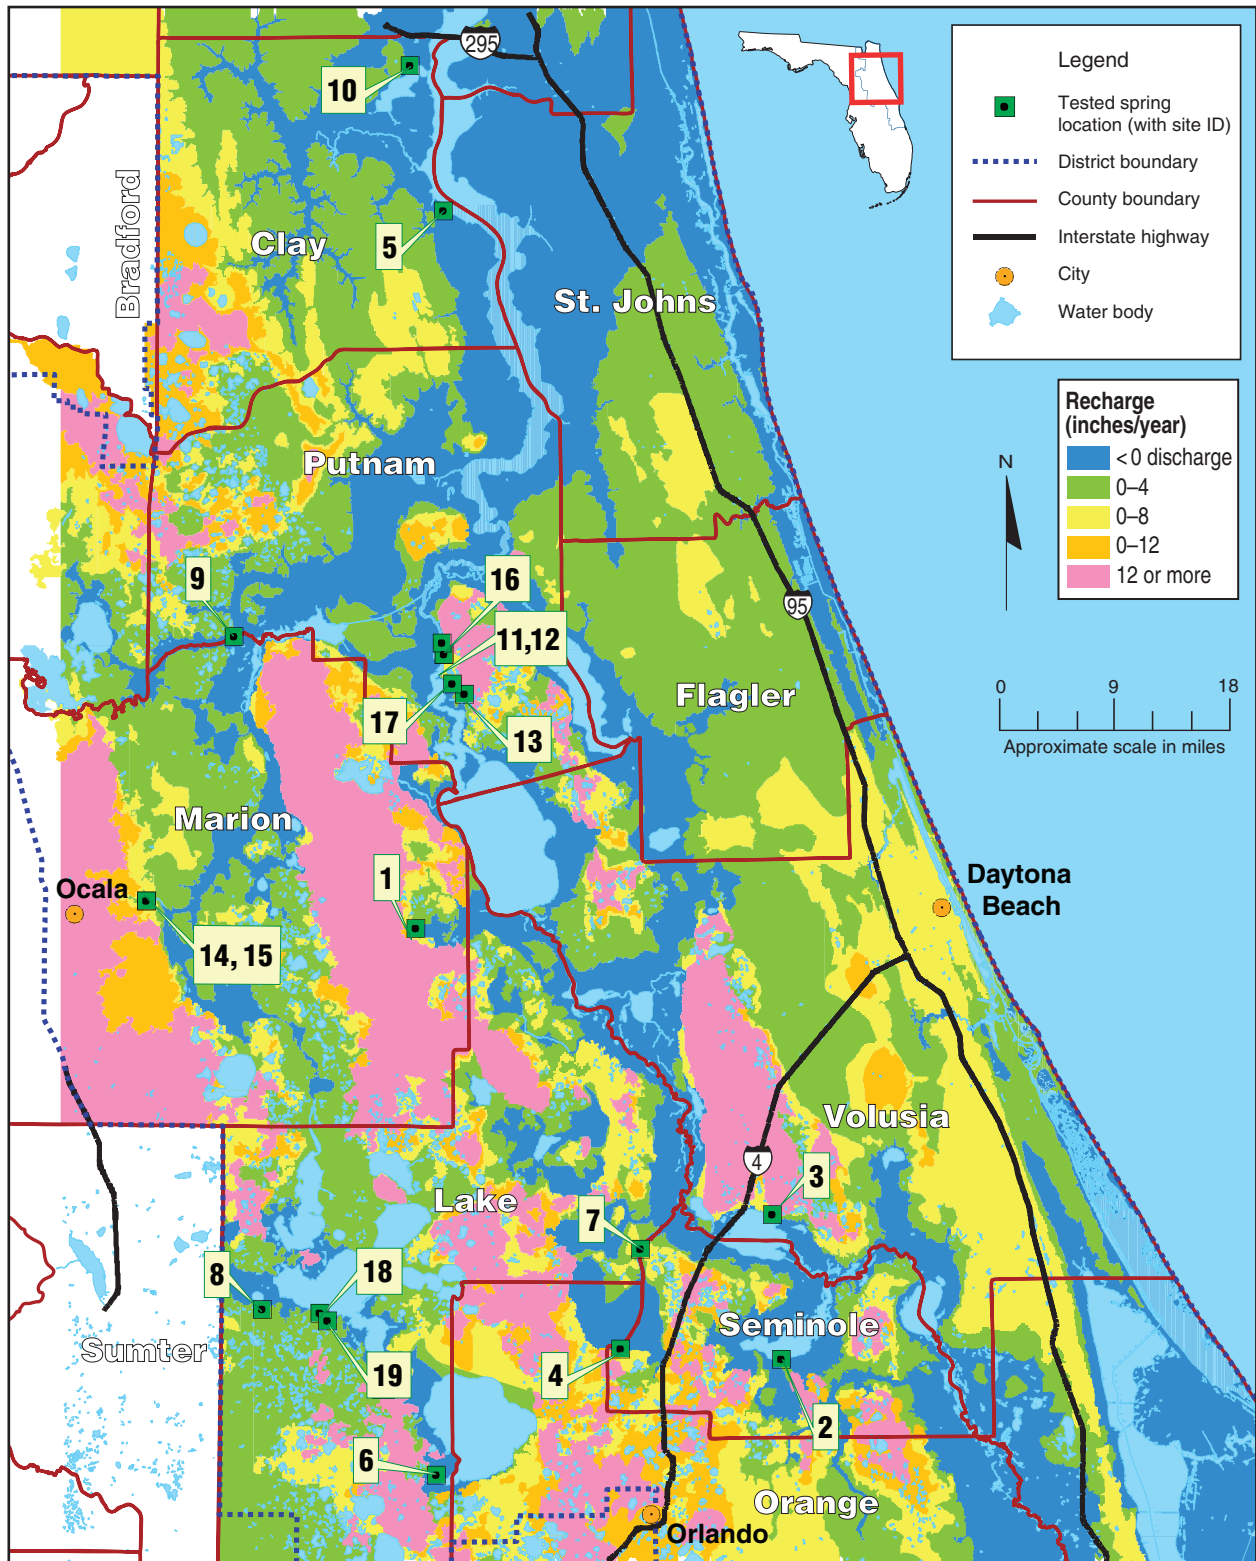 295
10
Bradford
Clay
5
St. Johns
Legend
Tested spring
location (with site ID)
District boundary
County boundary
Interstate highway
City
Water body
Recharge
(inches/year)
<0 discharge
0–4
0–8
0–12
12 or more
N
0 9 18
Approximate scale in miles
Putnam
9
16
11,12
17
13
95
Flagler
Marion
Ocala
1
14, 15
Daytona
Beach
Volusia
4
3
Lake
7
8
18
Sumter
19
Seminole
4
2
6
Orange
Orlando